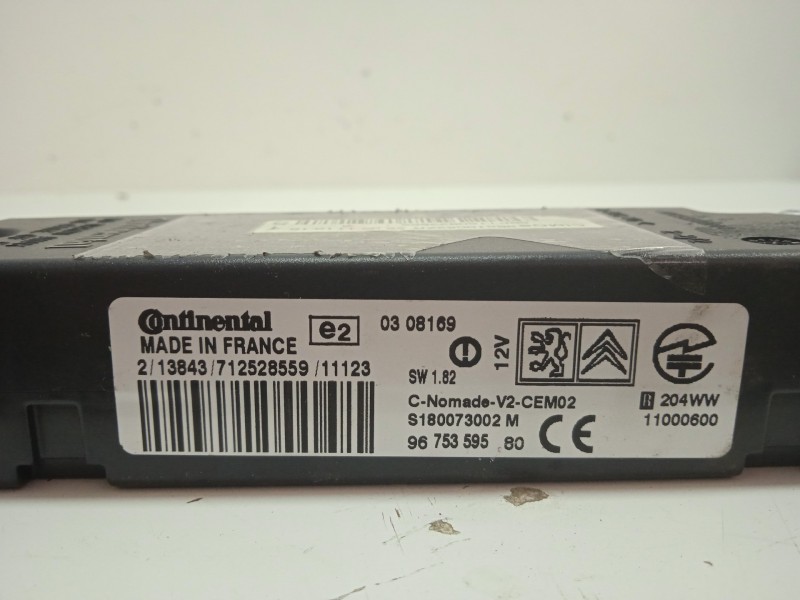 Continental
MADE IN FRANCE
e2
03 08169
2/13843/712528559/11123
SW 1.82
12V
C-Nomade-V2-CEM02
S180073002 M
96 753 595 80
CE
R 204WW
11000600